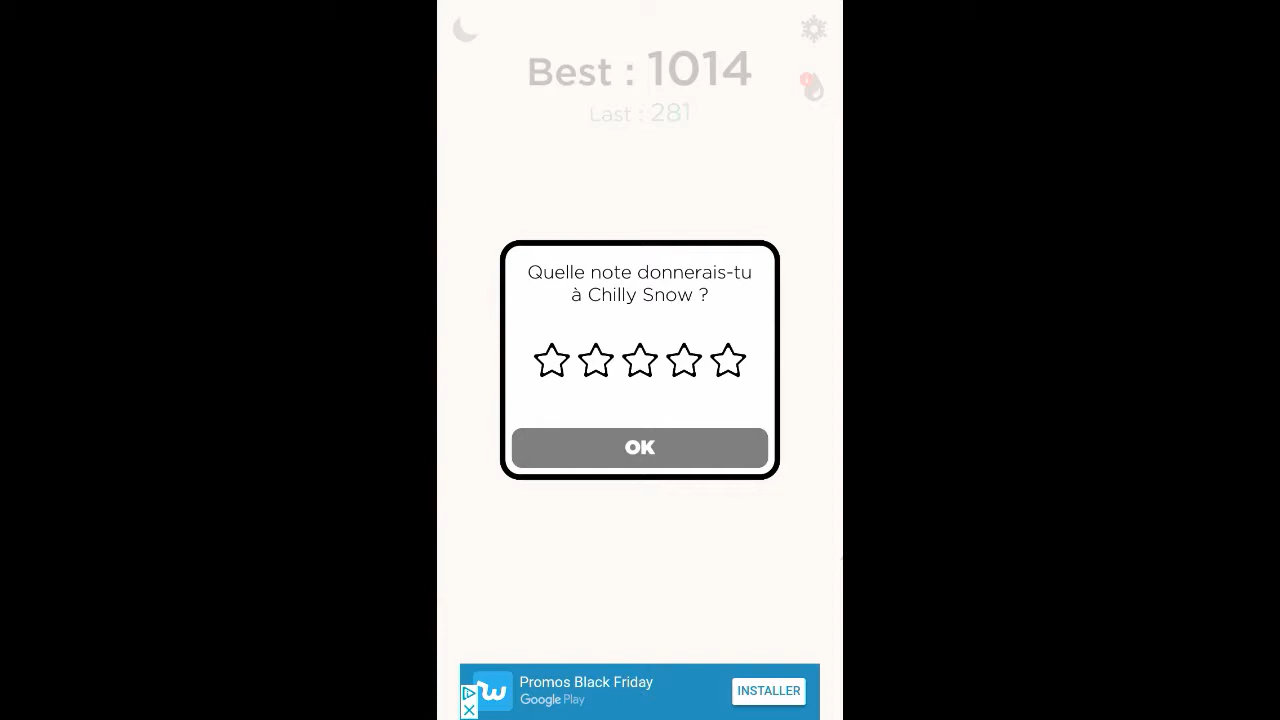 Best : 1014
Last : 281
Quelle note donnerais-tu
à Chilly Snow ?
OK
Promos Black Friday
Google Play
INSTALLER